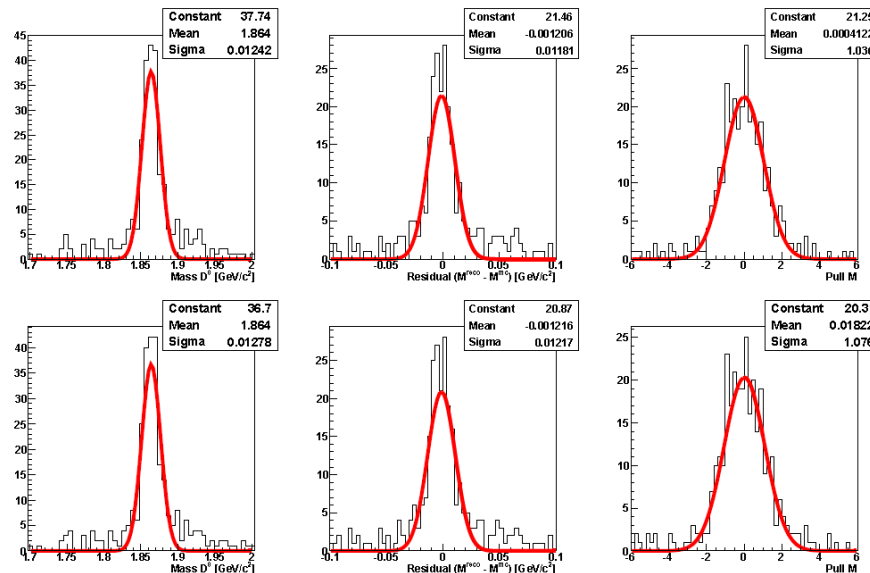 Constant 37.74
Mean 1.864
Sigma 0.01242
45
40
35
30
25
20
15
10
5
0
1.7 1.75 1.8 1.85 1.9 1.95 2
Mass D⁰ [GeV/c²]
Constant 21.46
Mean -0.001206
Sigma 0.01181
25
20
15
10
5
0
-0.1 -0.05 0 0.05 0.1
Residual (M^reco - M^mc) [GeV/c²]
Constant 21.25
Mean 0.0004122
Sigma 1.036
25
20
15
10
5
0
-6 -4 -2 0 2 4 6
Pull M
Constant 36.7
Mean 1.864
Sigma 0.01278
40
35
30
25
20
15
10
5
0
1.7 1.75 1.8 1.85 1.9 1.95 2
Mass D⁰ [GeV/c²]
Constant 20.87
Mean -0.001216
Sigma 0.01217
25
20
15
10
5
0
-0.1 -0.05 0 0.05 0.1
Residual (M^reco - M^mc) [GeV/c²]
Constant 20.3
Mean 0.01822
Sigma 1.076
25
20
15
10
5
0
-6 -4 -2 0 2 4 6
Pull M